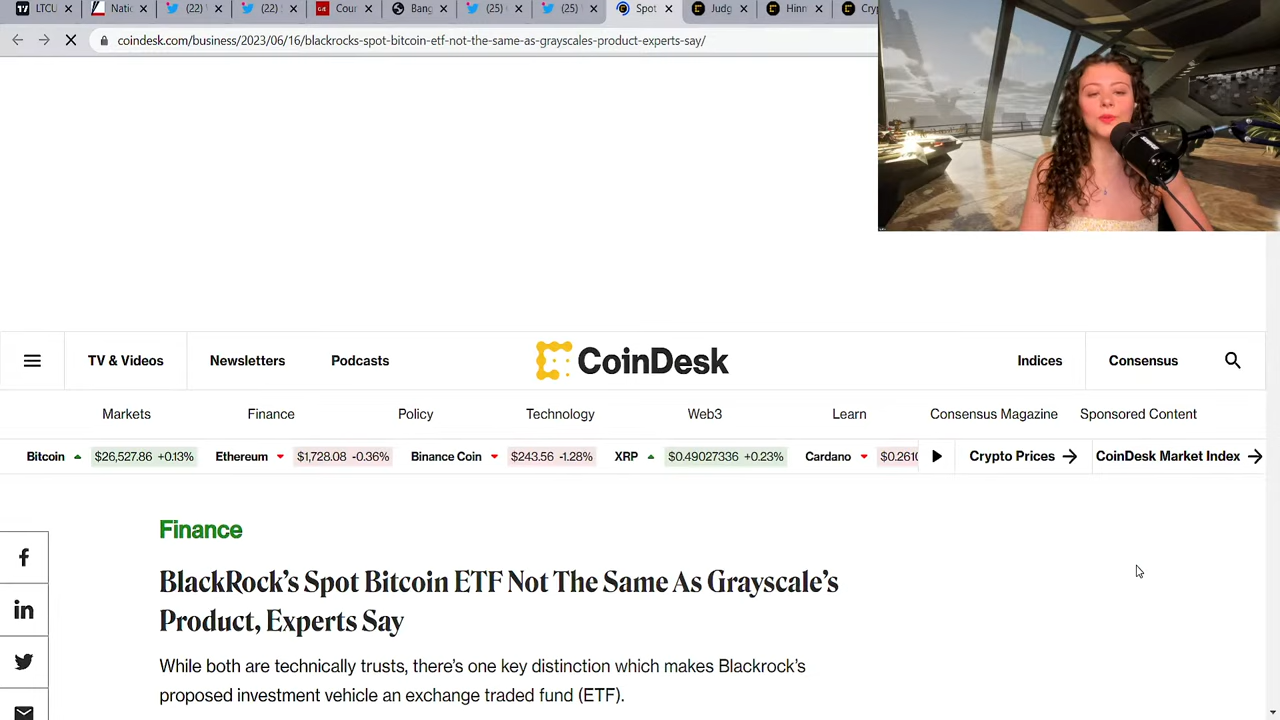 LTCU
Natio
(22)
(22)
Cour
Bang
(25)
(25)
Spot
Judg
Hinn
Cry
coindesk.com/business/2023/06/16/blackrocks-spot-bitcoin-etf-not-the-same-as-grayscales-product-experts-say/
TV & Videos Newsletters Podcasts CoinDesk Indices Consensus
Markets Finance Policy Technology Web3 Learn Consensus Magazine Sponsored Content
Bitcoin $26,527.86 +0.13% Ethereum $1,728.08 -0.36% Binance Coin $243.56 -1.28% XRP $0.49027336 +0.23% Cardano $0.2610 Crypto Prices → CoinDesk Market Index →
Finance
BlackRock’s Spot Bitcoin ETF Not The Same As Grayscale’s
Product, Experts Say
While both are technically trusts, there’s one key distinction which makes Blackrock’s
proposed investment vehicle an exchange traded fund (ETF).